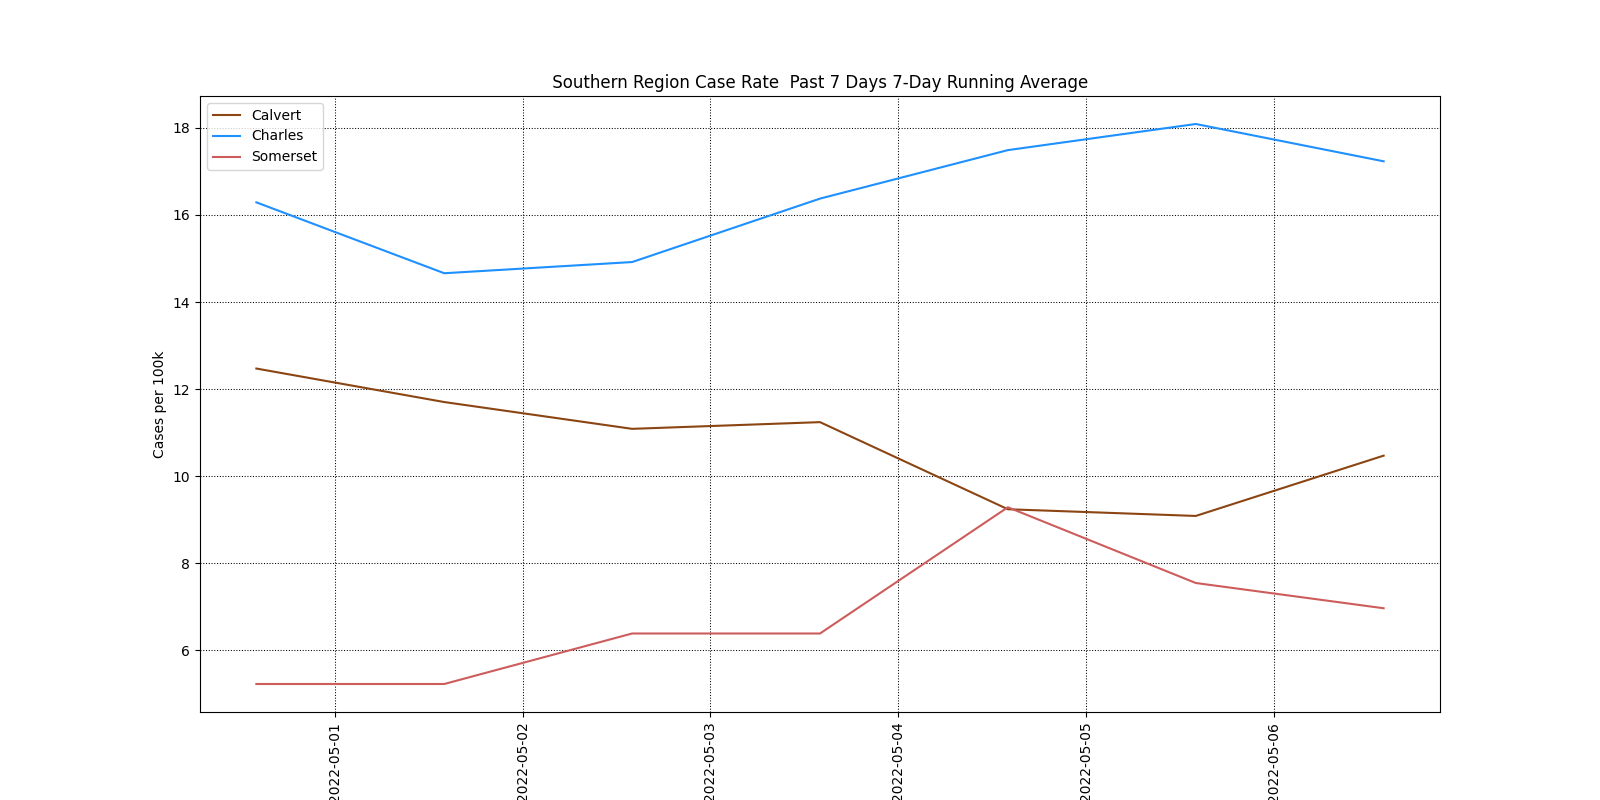 Southern Region Case Rate  Past 7 Days 7-Day Running Average
Calvert
Charles
Somerset
18
16
14
12
10
8
6
Cases per 100k
2022-05-01
2022-05-02
2022-05-03
2022-05-04
2022-05-05
2022-05-06